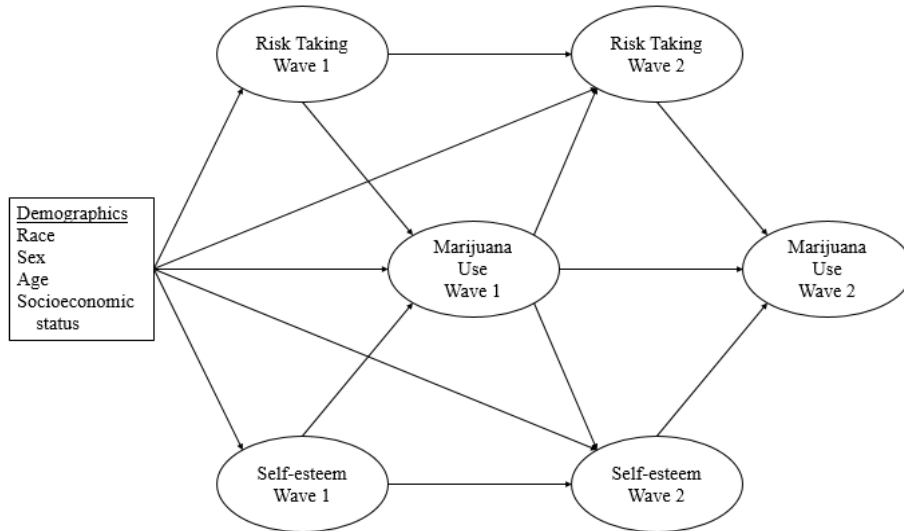 Risk Taking
Wave 1
Risk Taking
Wave 2
Demographics
Race
Sex
Age
Socioeconomic
status
Marijuana
Use
Wave 1
Marijuana
Use
Wave 2
Self-esteem
Wave 1
Self-esteem
Wave 2